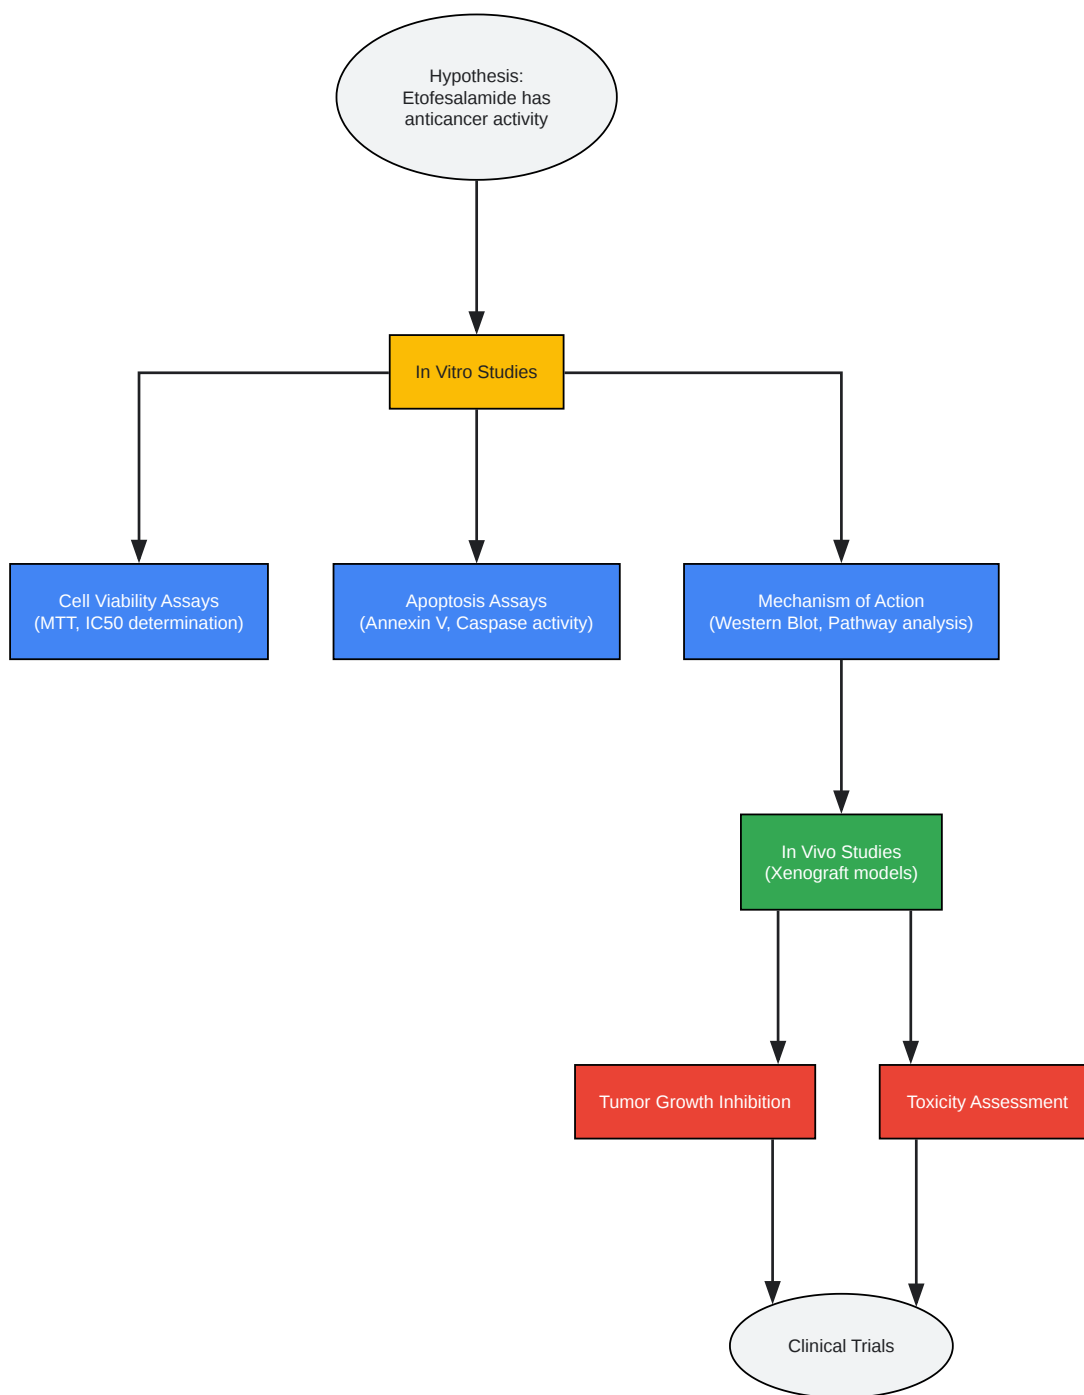 Hypothesis:
Etofesalamide has
anticancer activity
In Vitro Studies
Cell Viability Assays
(MTT, IC50 determination)
Apoptosis Assays
(Annexin V, Caspase activity)
Mechanism of Action
(Western Blot, Pathway analysis)
In Vivo Studies
(Xenograft models)
Tumor Growth Inhibition
Toxicity Assessment
Clinical Trials